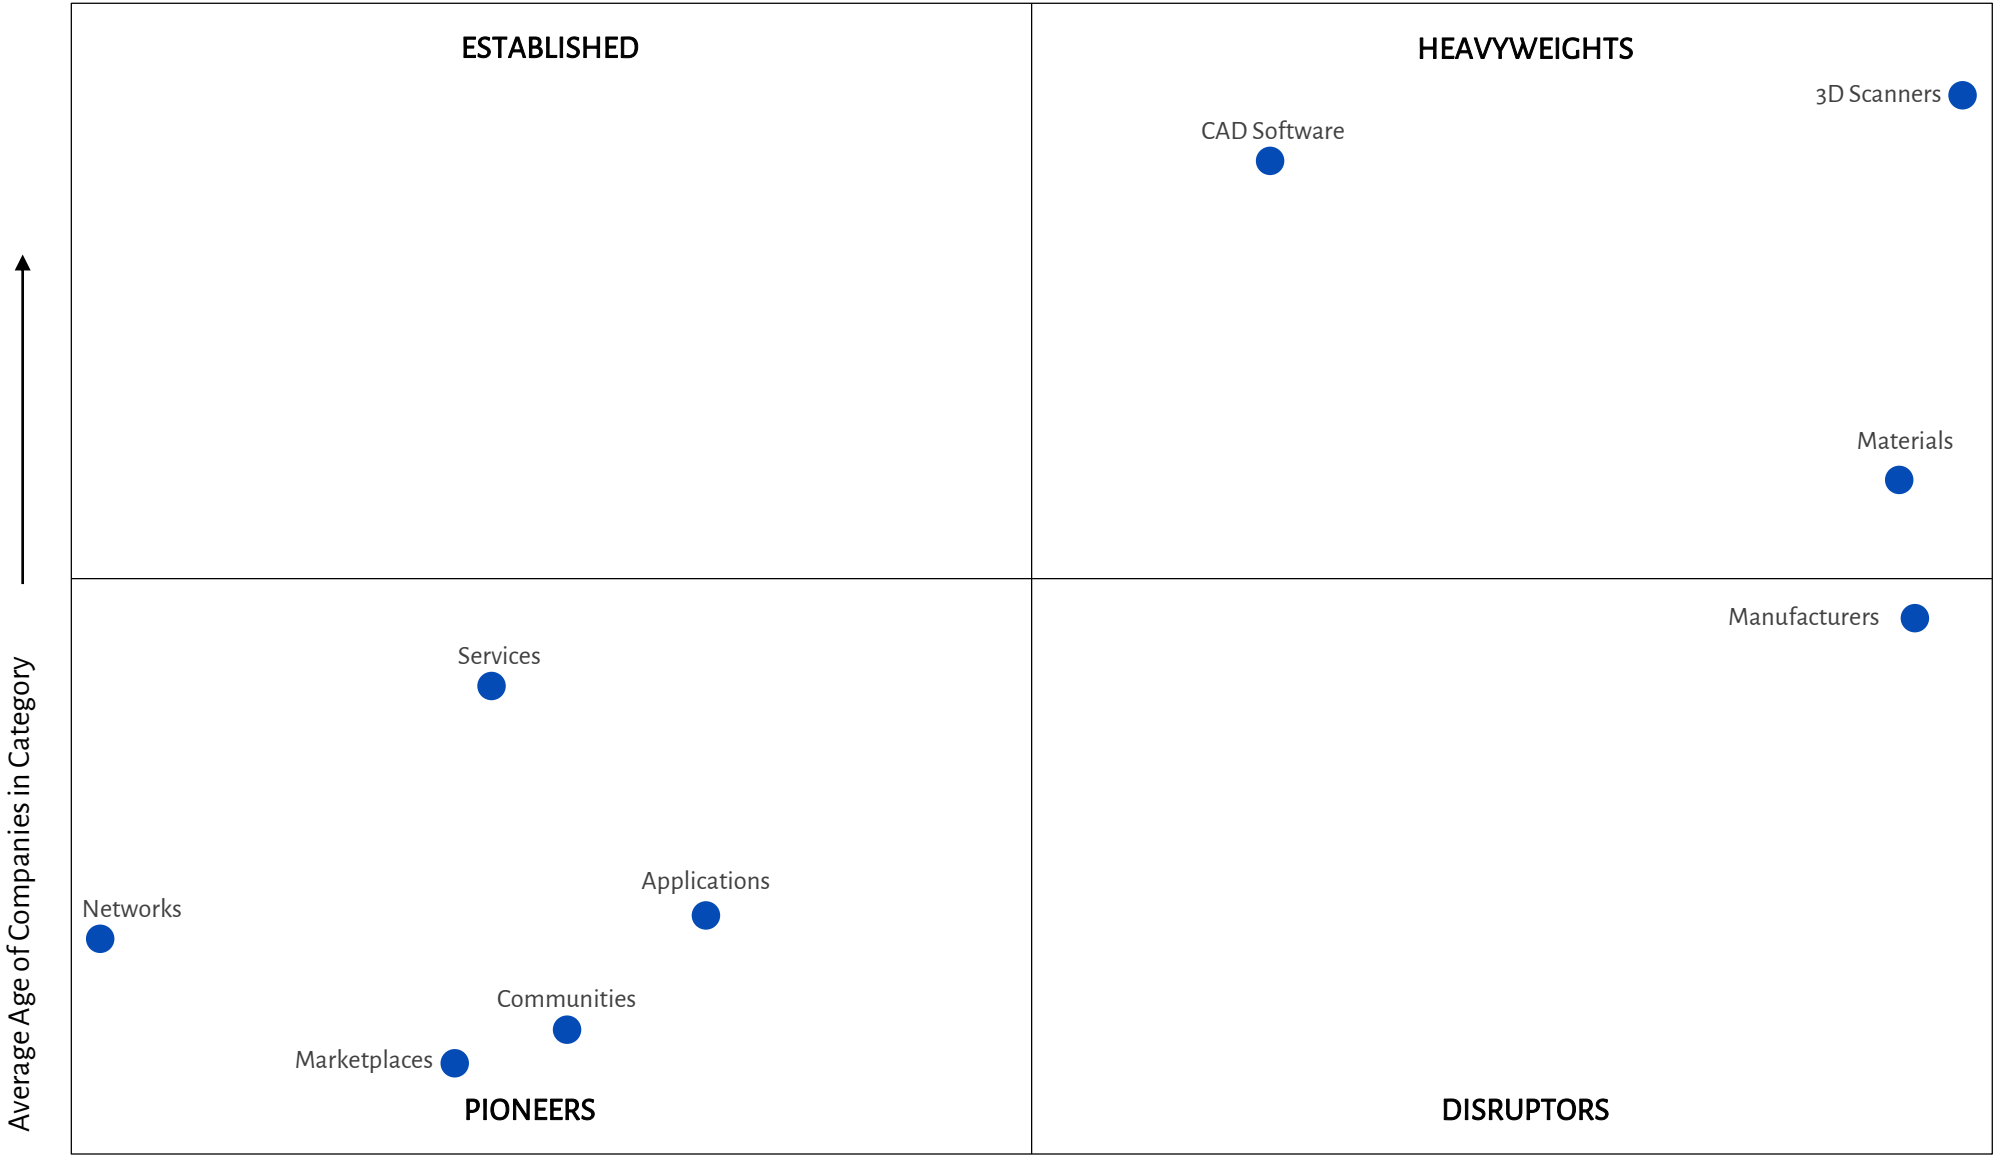 ESTABLISHED
HEAVYWEIGHTS
3D Scanners
CAD Software
Materials
Manufacturers
Services
Applications
Networks
Communities
Marketplaces
PIONEERS
DISRUPTORS
Average Age of Companies in Category